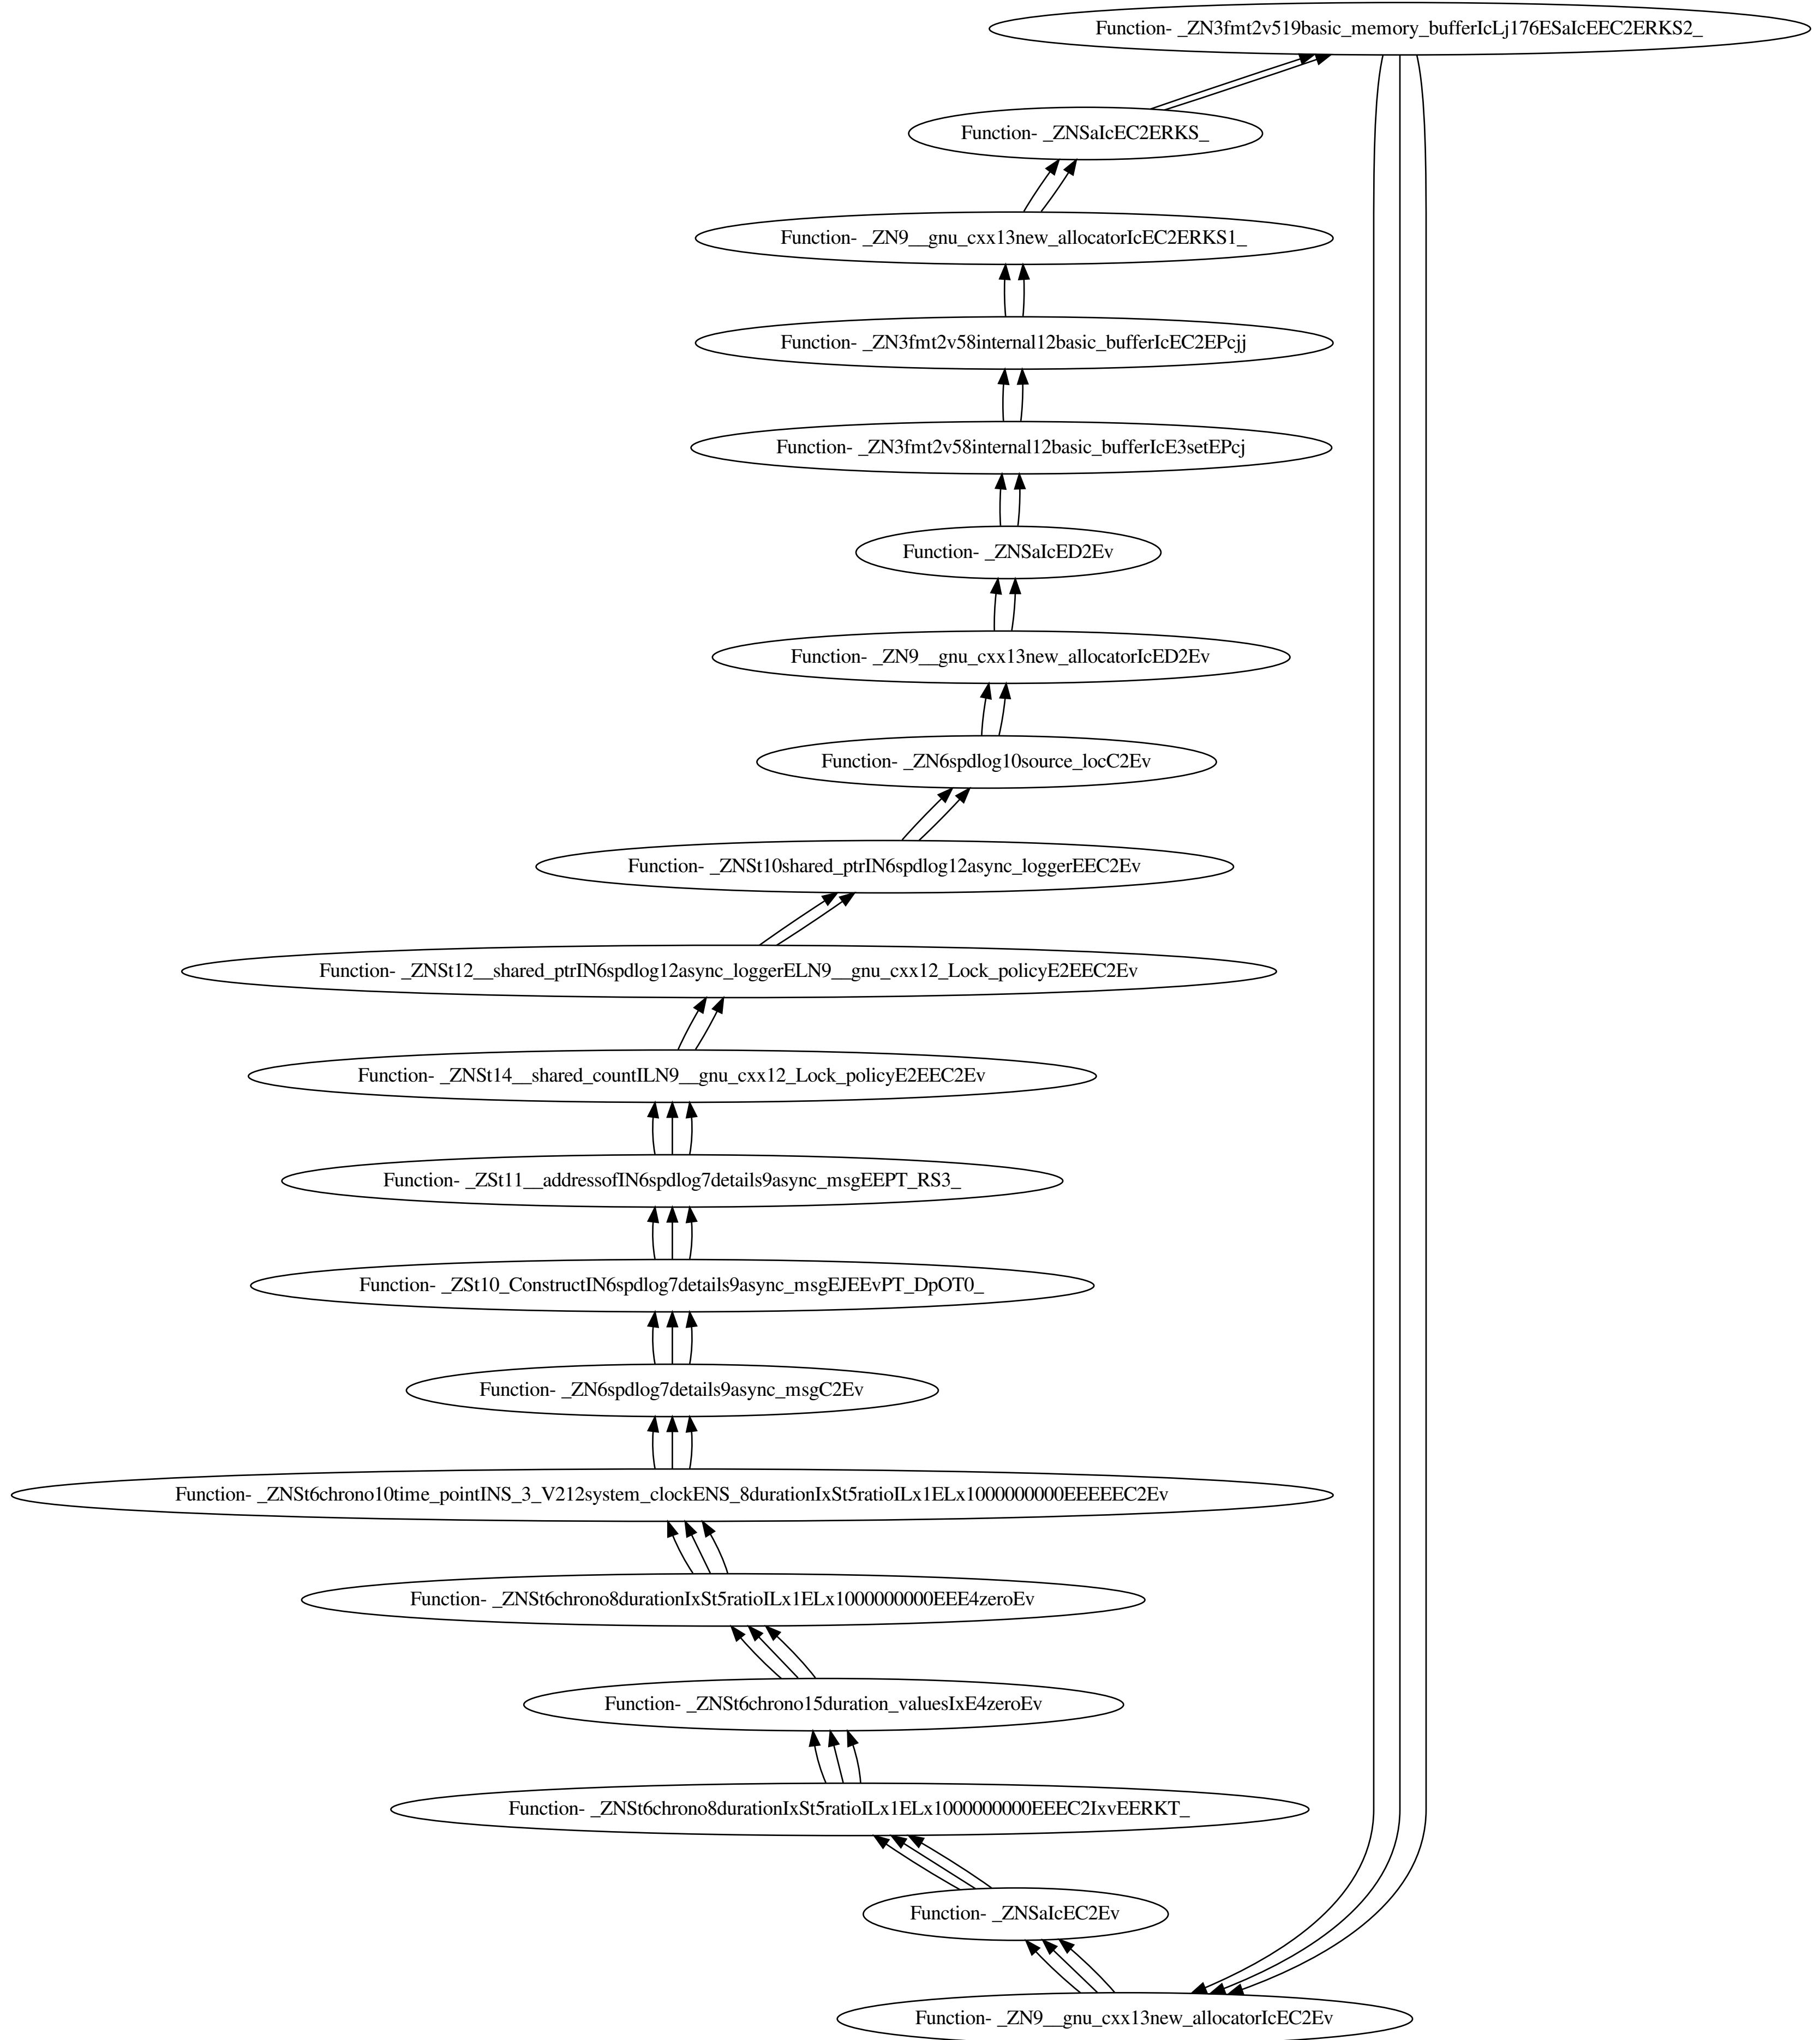 Function- _ZN3fmt2v519basic_memory_bufferIcLj176ESaIcEEC2ERKS2_
Function- _ZNSaIcEC2ERKS_
Function- _ZN9__gnu_cxx13new_allocatorIcEC2ERKS1_
Function- _ZN3fmt2v58internal12basic_bufferIcEC2EPcjj
Function- _ZN3fmt2v58internal12basic_bufferIcE3setEPcj
Function- _ZNSaIcED2Ev
Function- _ZN9__gnu_cxx13new_allocatorIcED2Ev
Function- _ZN6spdlog10source_locC2Ev
Function- _ZNSt10shared_ptrIN6spdlog12async_loggerEEC2Ev
Function- _ZNSt12__shared_ptrIN6spdlog12async_loggerELN9__gnu_cxx12_Lock_policyE2EEC2Ev
Function- _ZNSt14__shared_countILN9__gnu_cxx12_Lock_policyE2EEC2Ev
Function- _ZSt11__addressofIN6spdlog7details9async_msgEEPT_RS3_
Function- _ZSt10_ConstructIN6spdlog7details9async_msgEJEEvPT_DpOT0_
Function- _ZN6spdlog7details9async_msgC2Ev
Function- _ZNSt6chrono10time_pointINS_3_V212system_clockENS_8durationIxSt5ratioILx1ELx1000000000EEEEEC2Ev
Function- _ZNSt6chrono8durationIxSt5ratioILx1ELx1000000000EEE4zeroEv
Function- _ZNSt6chrono15duration_valuesIxE4zeroEv
Function- _ZNSt6chrono8durationIxSt5ratioILx1ELx1000000000EEEC2IxvEERKT_
Function- _ZNSaIcEC2Ev
Function- _ZN9__gnu_cxx13new_allocatorIcEC2Ev